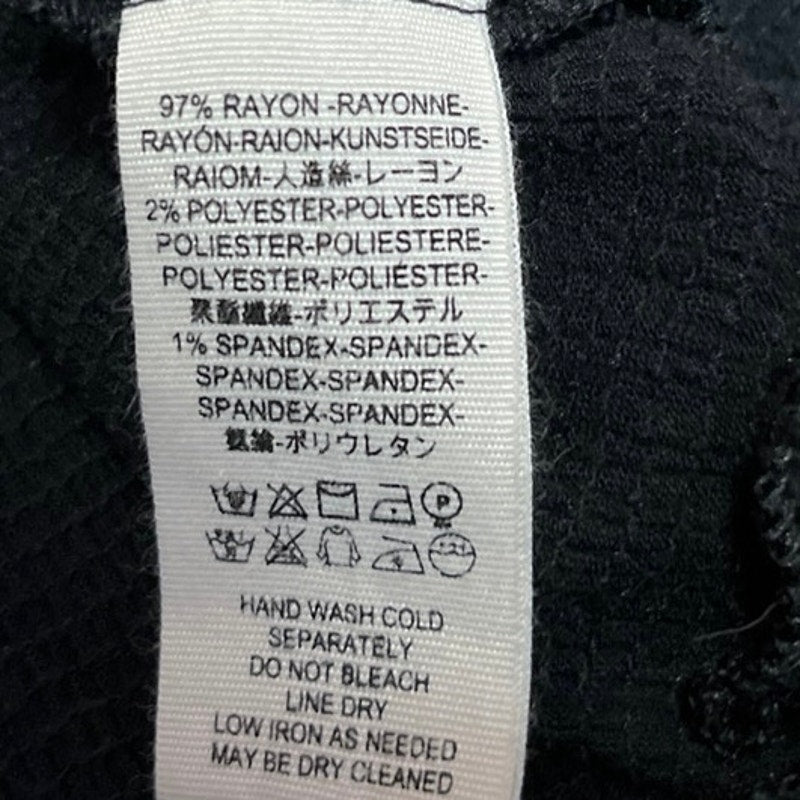 97% RAYON -RAYONNE-
RAYÓN-RAION-KUNSTSEIDE-
RAIOM-人造絲-レーヨン
2% POLYESTER-POLYESTER-
POLIESTER-POLIESTERE-
POLYESTER-POLIÉSTER-
聚酯纖維-ポリエステル
1% SPANDEX-SPANDEX-
SPANDEX-SPANDEX-
SPANDEX-SPANDEX-
-ポリウレタン
P
HAND WASH COLD
SEPARATELY
DO NOT BLEACH
LINE DRY
LOW IRON AS NEEDED
MAY BE DRY CLEANED